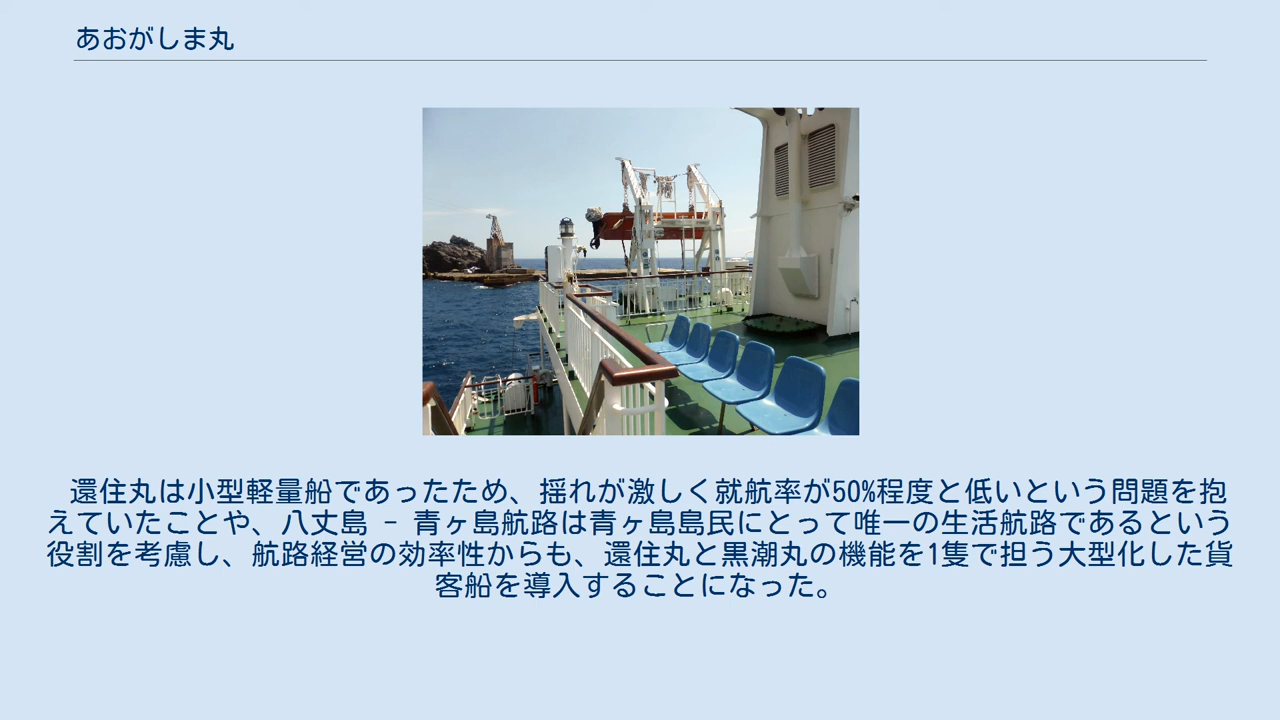 あおがしま丸
還住丸は小型軽量船であったため、揺れが激しく就航率が50%程度と低いという問題を抱
えていたことや、八丈島 - 青ヶ島航路は青ヶ島島民にとって唯一の生活航路であるという
役割を考慮し、航路経営の効率性からも、還住丸と黒潮丸の機能を1隻で担う大型化した貨
客船を導入することになった。